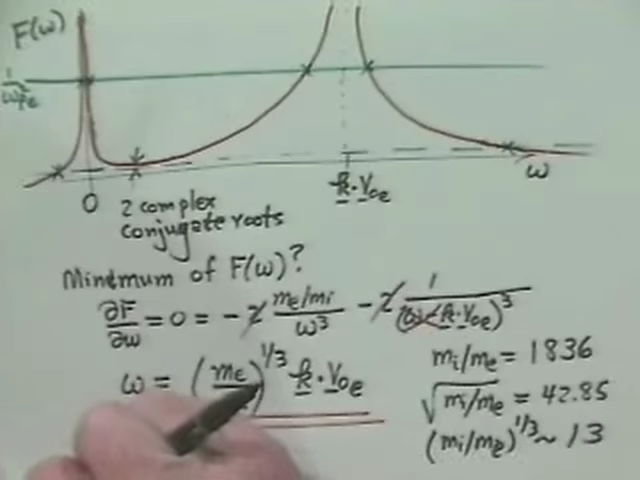 F(ω)
1/ω²pe
0
k·V₀e
ω
2 complex
conjugate roots
Minimum of F(ω)?
∂F/∂ω = 0 = -2 (me/mi)/ω³ - 2 1/(ω-k·V₀e)³
ω = (me/ )^1/3 k·V₀e
mi/me = 1836
√mi/me = 42.85
(mi/me)^1/3 ~ 13